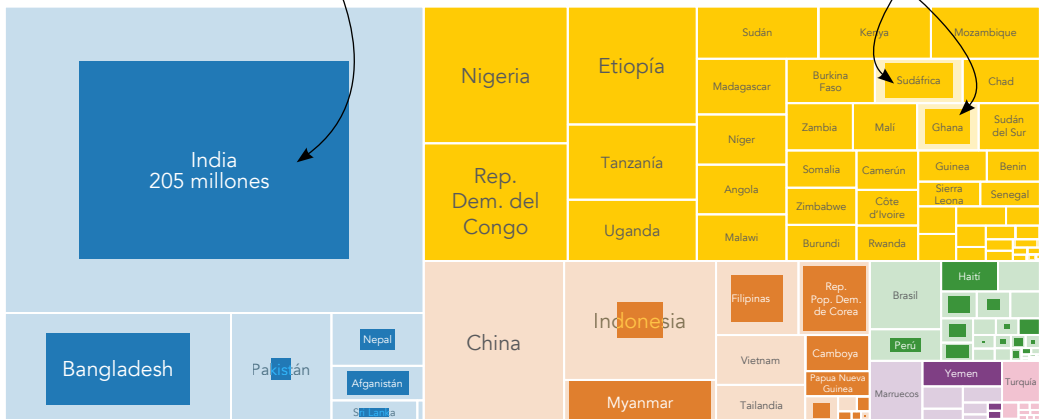 India
205 millones
Bangladesh
Pakistán
Nepal
Afganistán
Sri Lanka
Nigeria
Rep.
Dem. del
Congo
Etiopía
Tanzanía
Uganda
Sudán
Kenya
Mozambique
Madagascar
Burkina
Faso
Sudáfrica
Chad
Níger
Zambia
Malí
Ghana
Sudán
del Sur
Angola
Somalia
Camerún
Guinea
Benin
Zimbabwe
Côte
d'Ivoire
Sierra
Leona
Senegal
Malawi
Burundi
Rwanda
China
Indonesia
Myanmar
Filipinas
Vietnam
Tailandia
Rep.
Pop. Dem.
de Corea
Camboya
Papua Nueva
Guinea
Brasil
Perú
Haití
Marruecos
Yemen
Turquía